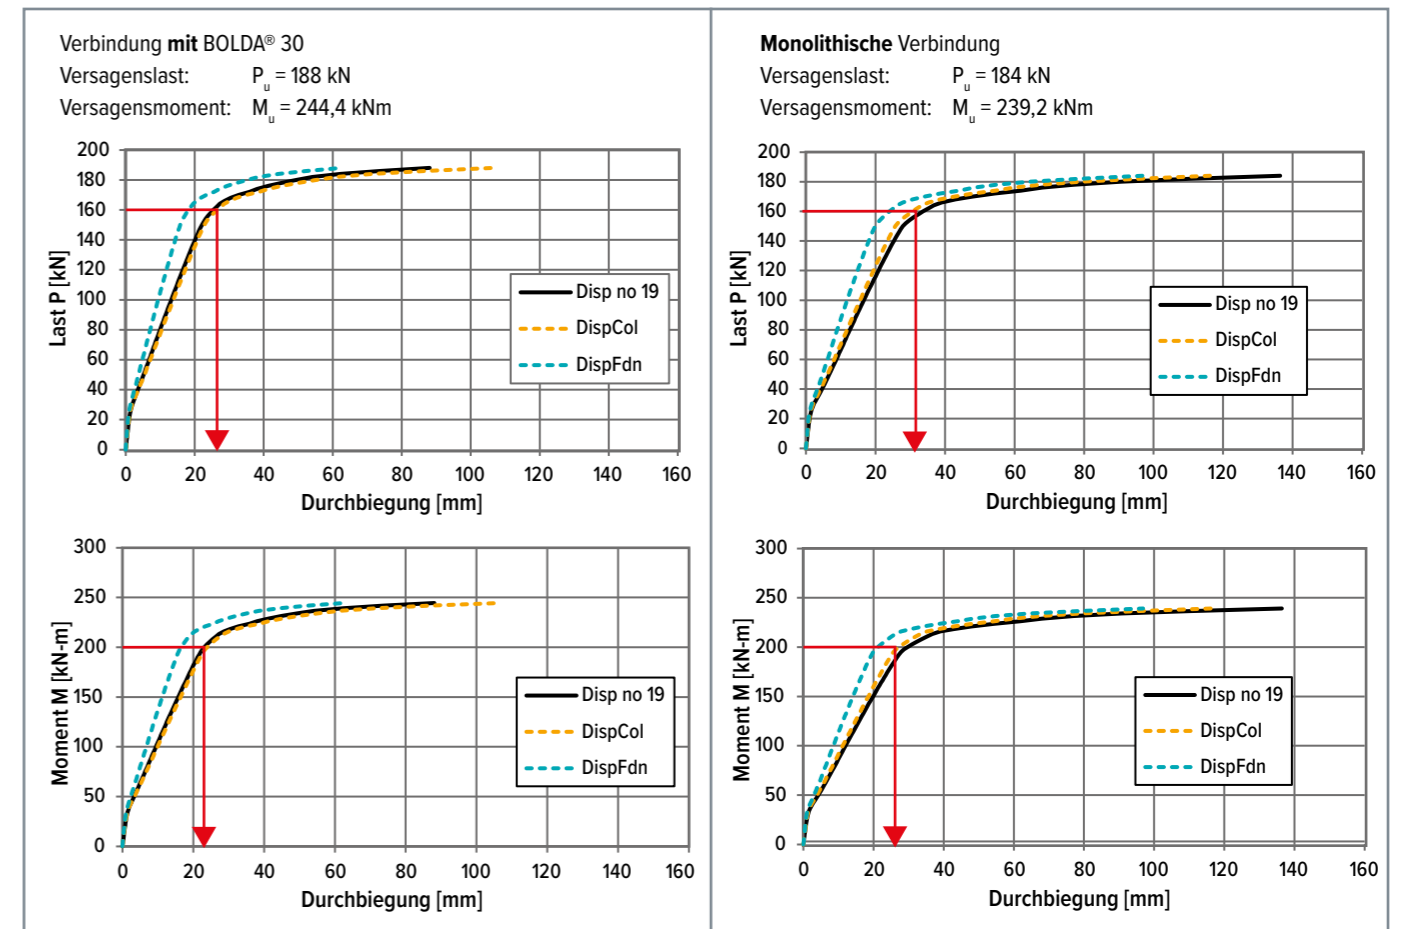 Verbindung mit BOLDA® 30
Versagenslast: Pu = 188 kN
Versagensmoment: Mu = 244,4 kNm
200
180
160
140
120
100
80
60
40
20
0
Last P [kN]
Disp no 19
DispCol
DispFdn
0 20 40 60 80 100 120 140 160
Durchbiegung [mm]
300
250
200
150
100
50
0
Moment M [kN-m]
Disp no 19
DispCol
DispFdn
0 20 40 60 80 100 120 140 160
Durchbiegung [mm]
Monolithische Verbindung
Versagenslast: Pu = 184 kN
Versagensmoment: Mu = 239,2 kNm
200
180
160
140
120
100
80
60
40
20
0
Last P [kN]
Disp no 19
DispCol
DispFdn
0 20 40 60 80 100 120 140 160
Durchbiegung [mm]
300
250
200
150
100
50
0
Moment M [kN-m]
Disp no 19
DispCol
DispFdn
0 20 40 60 80 100 120 140 160
Durchbiegung [mm]